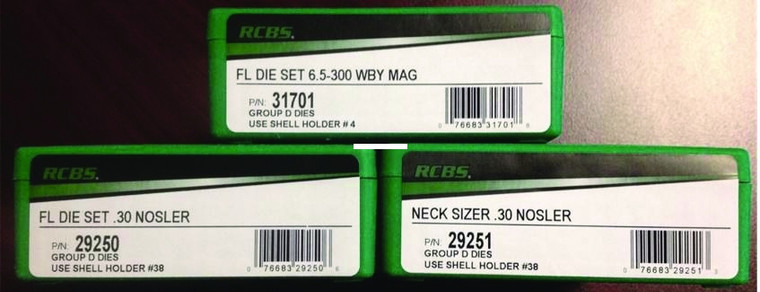 RCBS.
FL DIE SET 6.5-300 WBY MAG
P/N: 31701
GROUP D DIES
USE SHELL HOLDER # 4
0 76683 31701 9
RCBS.
FL DIE SET .30 NOSLER
P/N: 29250
GROUP D DIES
USE SHELL HOLDER #38
0 76683 29250 6
RCBS.
NECK SIZER .30 NOSLER
P/N: 29251
GROUP D DIES
USE SHELL HOLDER #38
0 76683 29251 3